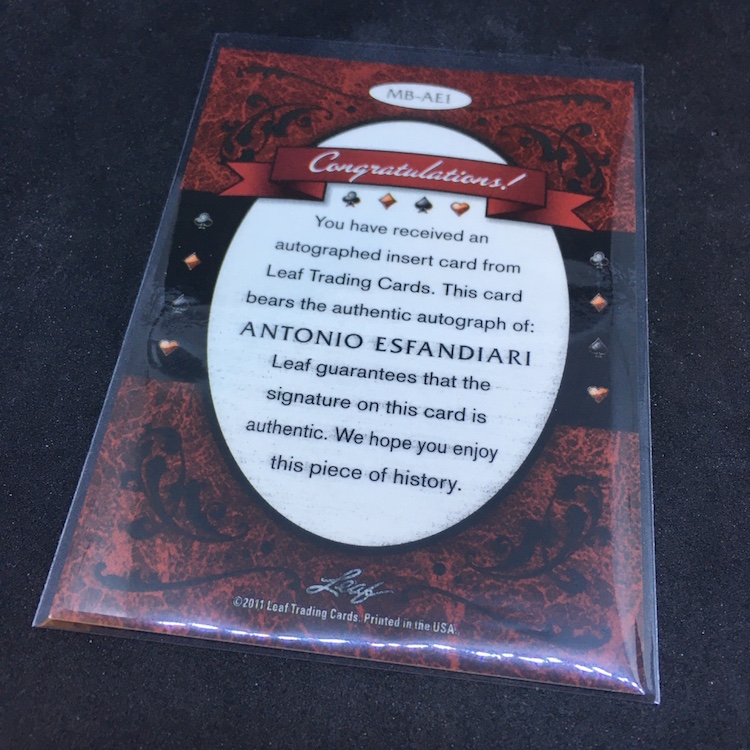 MB-AE1
Congratulations!
You have received an
autographed insert card from
Leaf Trading Cards. This card
bears the authentic autograph of:
ANTONIO ESFANDIARI
Leaf guarantees that the
signature on this card is
authentic. We hope you enjoy
this piece of history.
Leaf
©2011 Leaf Trading Cards. Printed in the USA.